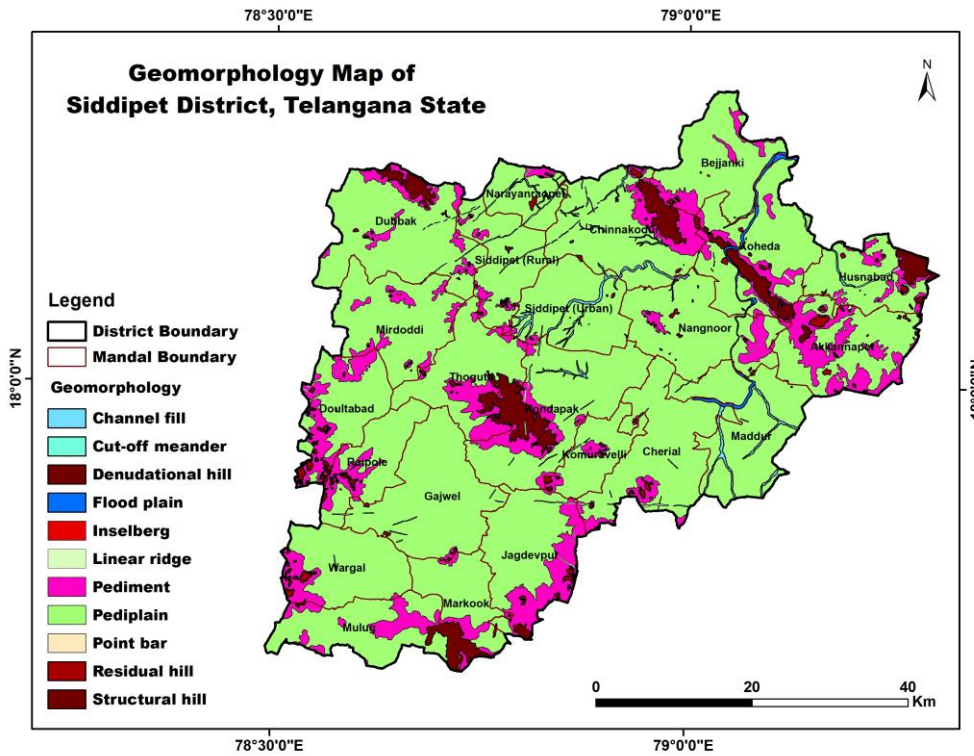 78°30'0"E
79°0'0"E
Geomorphology Map of
Siddipet District, Telangana State
N
Bejjanki
Narayanraopet
Dubbak
Chinnakodur
Koheda
Siddipet (Rural)
Husnabad
Legend
Siddipet (Urban)
District Boundary
Nangnoor
Mirdoddi
Mandal Boundary
Akkannapet
18°0'0"N
18°0'0"N
Geomorphology
Thoguta
Doultabad
Kondapak
Channel fill
Maddur
Cut-off meander
Komuravelli
Cherial
Raipole
Denudational hill
Gajwel
Flood plain
Inselberg
Linear ridge
Jagdevpur
Wargal
Pediment
Markook
Pediplain
Mulug
Point bar
Residual hill
0
20
40
Km
Structural hill
78°30'0"E
79°0'0"E